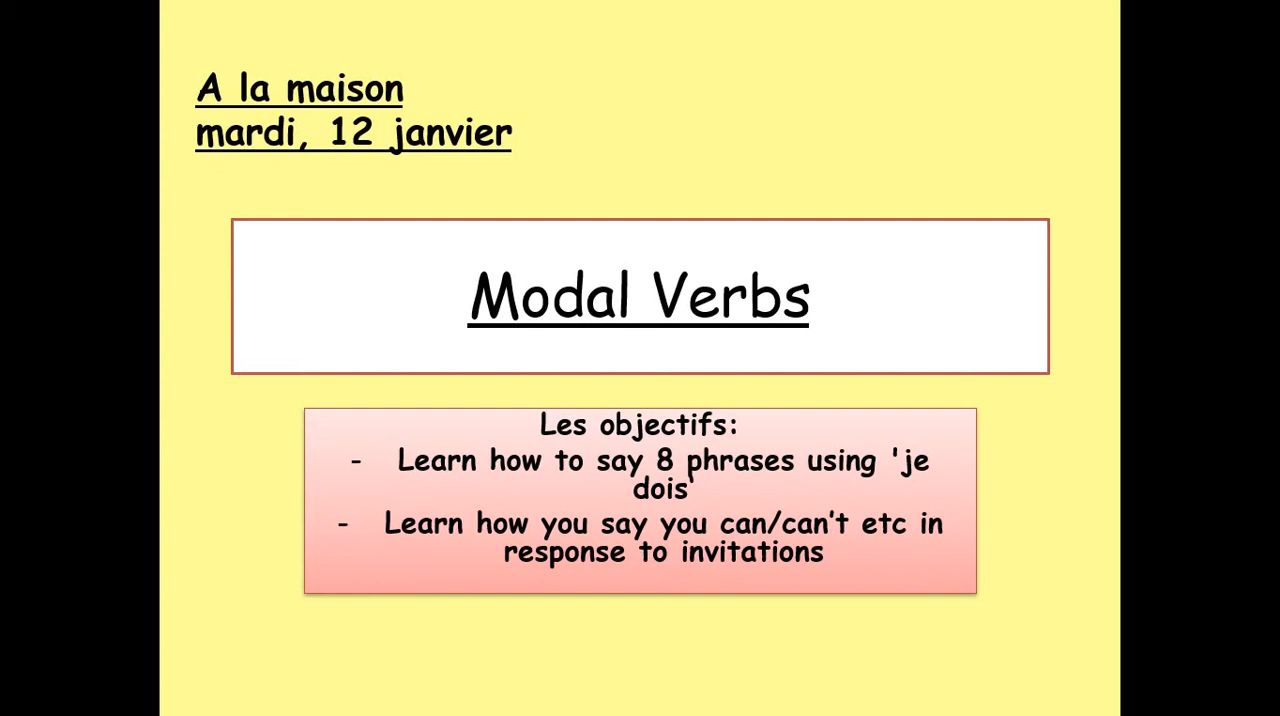 A la maison
mardi, 12 janvier
Modal Verbs
Les objectifs:
- Learn how to say 8 phrases using 'je
dois'
- Learn how you say you can/can’t etc in
response to invitations